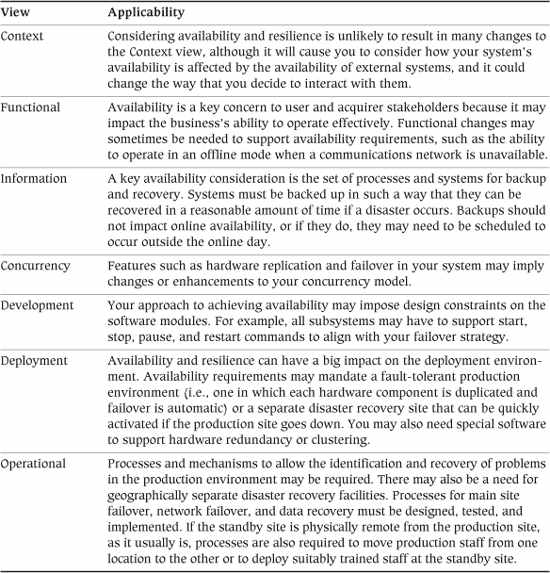 View Applicability
Context Considering availability and resilience is unlikely to result in many changes to
the Context view, although it will cause you to consider how your system's
availability is affected by the availability of external systems, and it could
change the way that you decide to interact with them.
Functional Availability is a key concern to user and acquirer stakeholders because it may
impact the business's ability to operate effectively. Functional changes may
sometimes be needed to support availability requirements, such as the ability
to operate in an offline mode when a communications network is unavailable.
Information A key availability consideration is the set of processes and systems for backup
and recovery. Systems must be backed up in such a way that they can be
recovered in a reasonable amount of time if a disaster occurs. Backups should
not impact online availability, or if they do, they may need to be scheduled to
occur outside the online day.
Concurrency Features such as hardware replication and failover in your system may imply
changes or enhancements to your concurrency model.
Development Your approach to achieving availability may impose design constraints on the
software modules. For example, all subsystems may have to support start,
stop, pause, and restart commands to align with your failover strategy.
Deployment Availability and resilience can have a big impact on the deployment environ-
ment. Availability requirements may mandate a fault-tolerant production
environment (i.e., one in which each hardware component is duplicated and
failover is automatic) or a separate disaster recovery site that can be quickly
activated if the production site goes down. You may also need special software
to support hardware redundancy or clustering.
Operational Processes and mechanisms to allow the identification and recovery of problems
in the production environment may be required. There may also be a need for
geographically separate disaster recovery facilities. Processes for main site
failover, network failover, and data recovery must be designed, tested, and
implemented. If the standby site is physically remote from the production site,
as it usually is, processes are also required to move production staff from one
location to the other or to deploy suitably trained staff at the standby site.